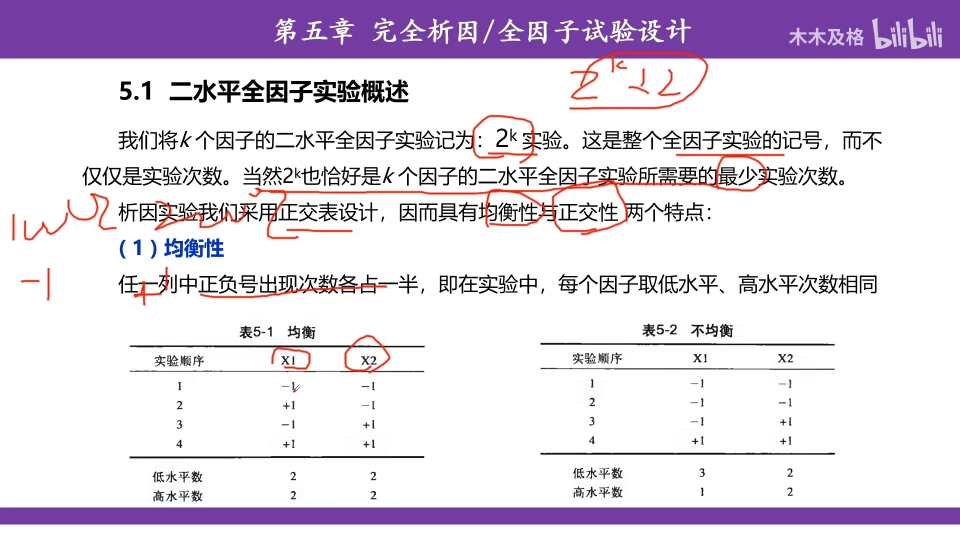 第五章 完全析因/全因子试验设计
木木及格 bilibili
5.1 二水平全因子实验概述
我们将k个因子的二水平全因子实验记为：2ᵏ 实验。这是整个全因子实验的记号，而不
仅仅是实验次数。当然2ᵏ也恰好是k 个因子的二水平全因子实验所需要的最少实验次数。
析因实验我们采用正交表设计，因而具有均衡性与正交性 两个特点：
-1 +1
（1）均衡性
任一列中正负号出现次数各占一半，即在实验中，每个因子取低水平、高水平次数相同
表5-1 均衡
实验顺序 X1 X2
1 -1 -1
2 +1 -1
3 -1 +1
4 +1 +1
低水平数 2 2
高水平数 2 2
表5-2 不均衡
实验顺序 X1 X2
1 -1 -1
2 -1 -1
3 -1 +1
4 +1 +1
低水平数 3 2
高水平数 1 2